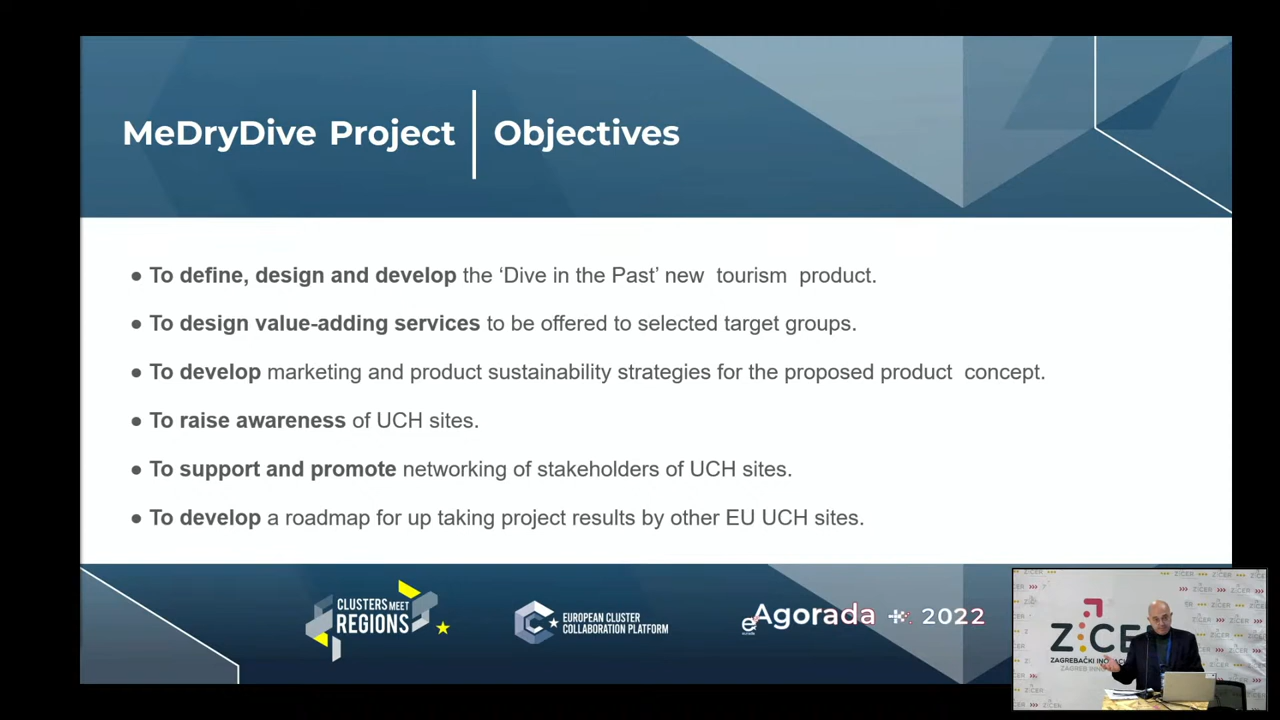 MeDryDive Project
Objectives
● To define, design and develop the ‘Dive in the Past’ new tourism product.
● To design value-adding services to be offered to selected target groups.
● To develop marketing and product sustainability strategies for the proposed product concept.
● To raise awareness of UCH sites.
● To support and promote networking of stakeholders of UCH sites.
● To develop a roadmap for up taking project results by other EU UCH sites.
CLUSTERS MEET
REGIONS
EUROPEAN CLUSTER
COLLABORATION PLATFORM
Agorada + 2022
ZICER